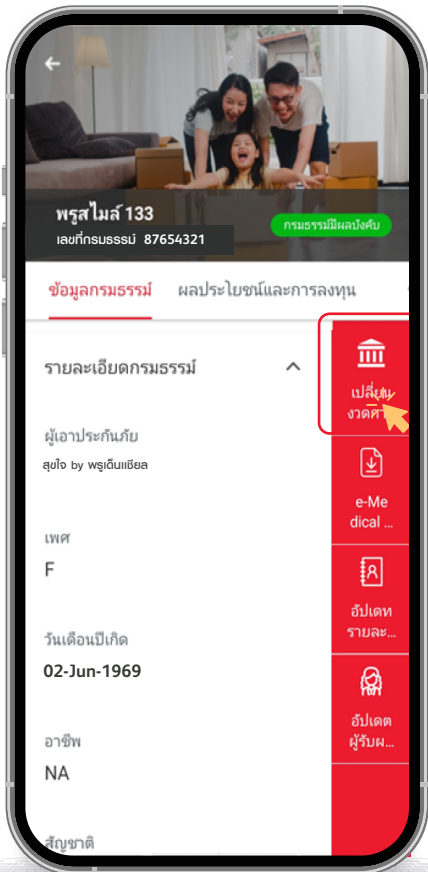 พรูสไมล์ 133
เลขที่กรมธรรม์ 87654321
กรมธรรม์มีผลบังคับ
ข้อมูลกรมธรรม์
ผลประโยชน์และการลงทุน
รายละเอียดกรมธรรม์
ผู้เอาประกันภัย
สุขใจ by พรูเด็นเชียล
เพศ
F
วันเดือนปีเกิด
02-Jun-1969
อาชีพ
NA
สัญชาติ
เปลี่ยน
e-Me
dical ...
อัปเดท
รายละ...
อัปเดต
ผู้รับผ...